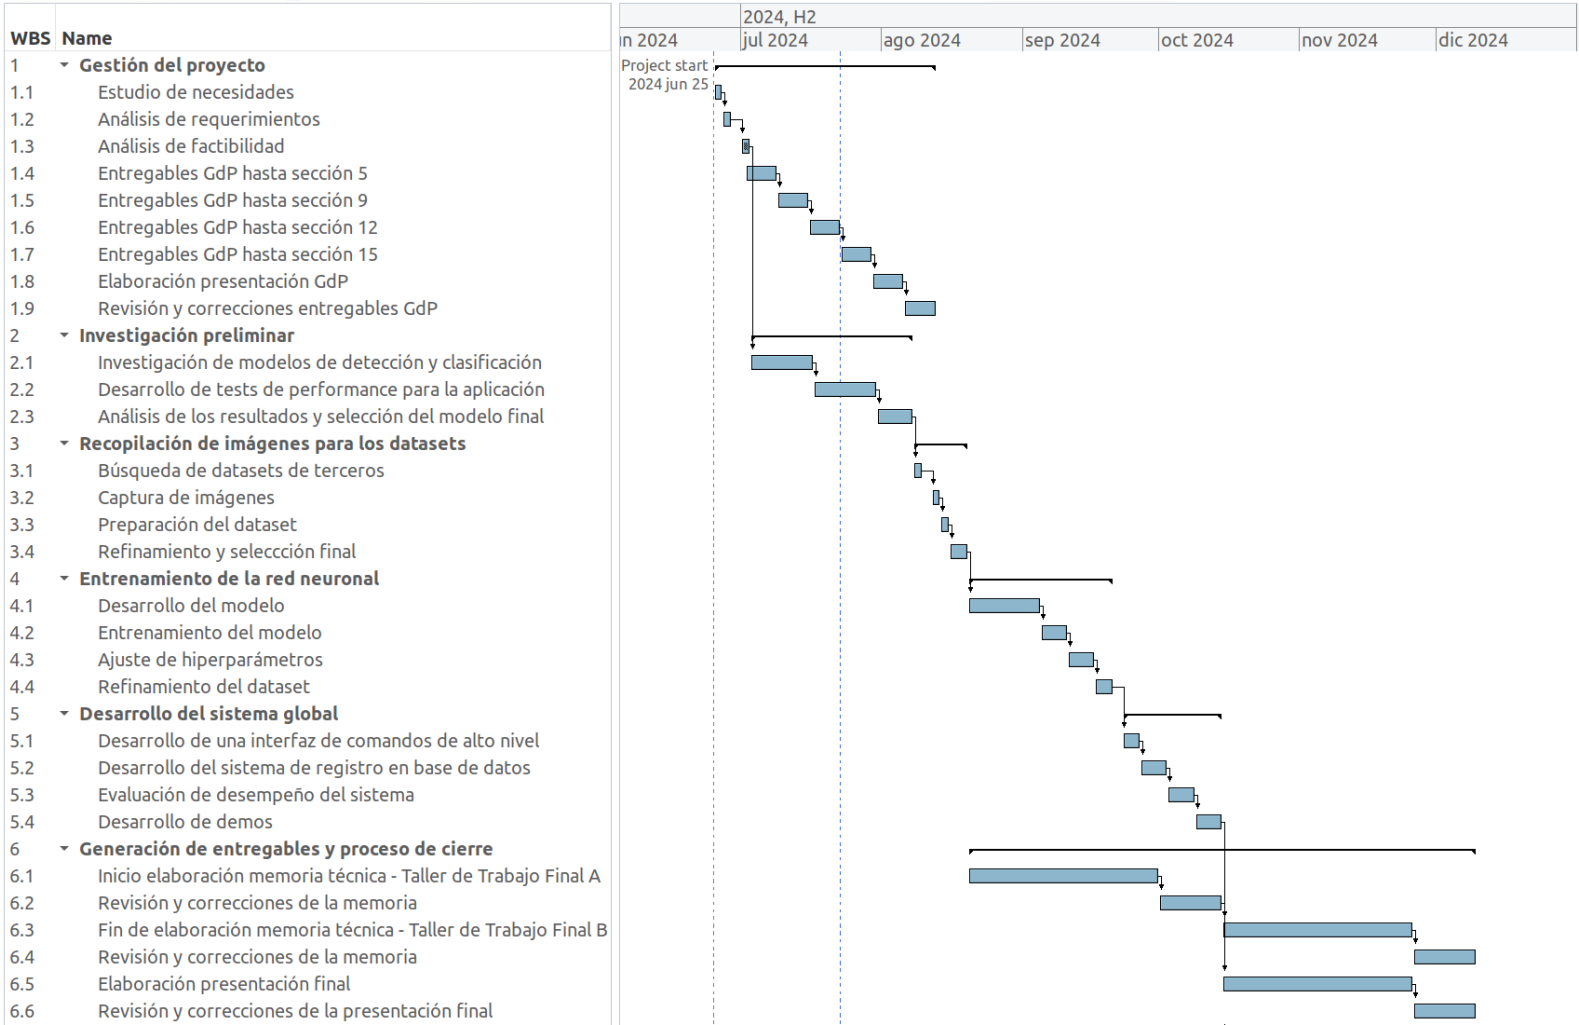 2024, H2
WBS Name
n 2024 jul 2024 ago 2024 sep 2024 oct 2024 nov 2024 dic 2024
Project start
2024 jun 25
1 Gestión del proyecto
1.1 Estudio de necesidades
1.2 Análisis de requerimientos
1.3 Análisis de factibilidad
1.4 Entregables GdP hasta sección 5
1.5 Entregables GdP hasta sección 9
1.6 Entregables GdP hasta sección 12
1.7 Entregables GdP hasta sección 15
1.8 Elaboración presentación GdP
1.9 Revisión y correcciones entregables GdP
2 Investigación preliminar
2.1 Investigación de modelos de detección y clasificación
2.2 Desarrollo de tests de performance para la aplicación
2.3 Análisis de los resultados y selección del modelo final
3 Recopilación de imágenes para los datasets
3.1 Búsqueda de datasets de terceros
3.2 Captura de imágenes
3.3 Preparación del dataset
3.4 Refinamiento y seleccción final
4 Entrenamiento de la red neuronal
4.1 Desarrollo del modelo
4.2 Entrenamiento del modelo
4.3 Ajuste de hiperparámetros
4.4 Refinamiento del dataset
5 Desarrollo del sistema global
5.1 Desarrollo de una interfaz de comandos de alto nivel
5.2 Desarrollo del sistema de registro en base de datos
5.3 Evaluación de desempeño del sistema
5.4 Desarrollo de demos
6 Generación de entregables y proceso de cierre
6.1 Inicio elaboración memoria técnica - Taller de Trabajo Final A
6.2 Revisión y correcciones de la memoria
6.3 Fin de elaboración memoria técnica - Taller de Trabajo Final B
6.4 Revisión y correcciones de la memoria
6.5 Elaboración presentación final
6.6 Revisión y correcciones de la presentación final